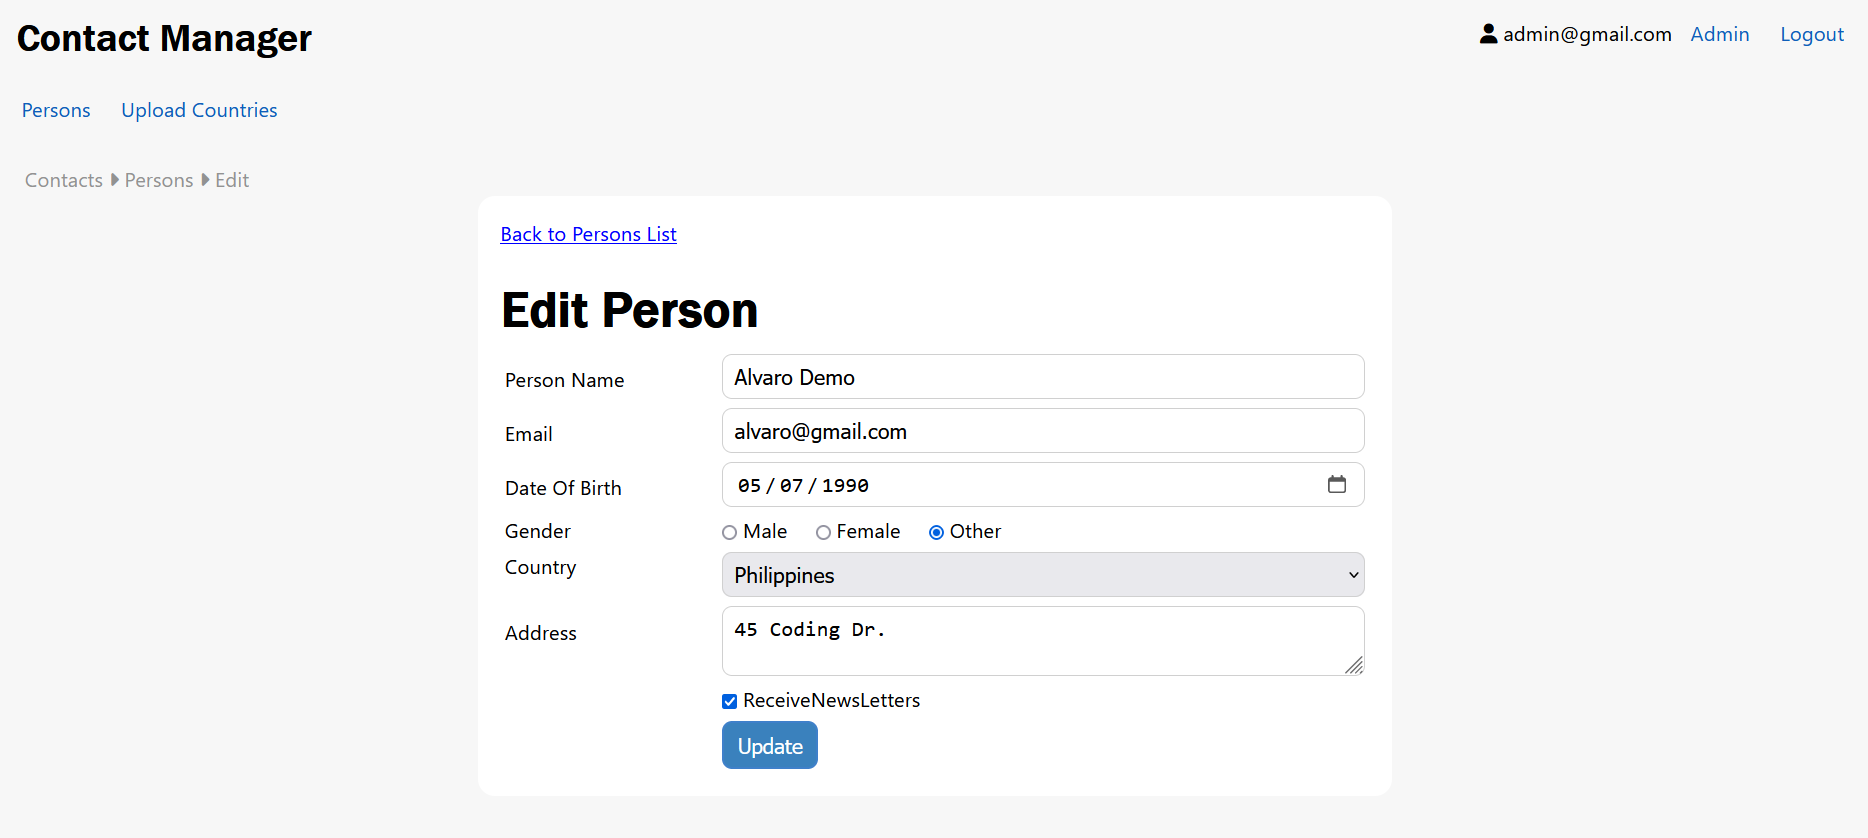 Contact Manager
admin@gmail.com Admin Logout
Persons Upload Countries
Contacts Persons Edit
Back to Persons List
Edit Person
Person Name Alvaro Demo
Email alvaro@gmail.com
Date Of Birth 05/07/1990
Gender Male Female Other
Country Philippines
Address 45 Coding Dr.
ReceiveNewsLetters
Update